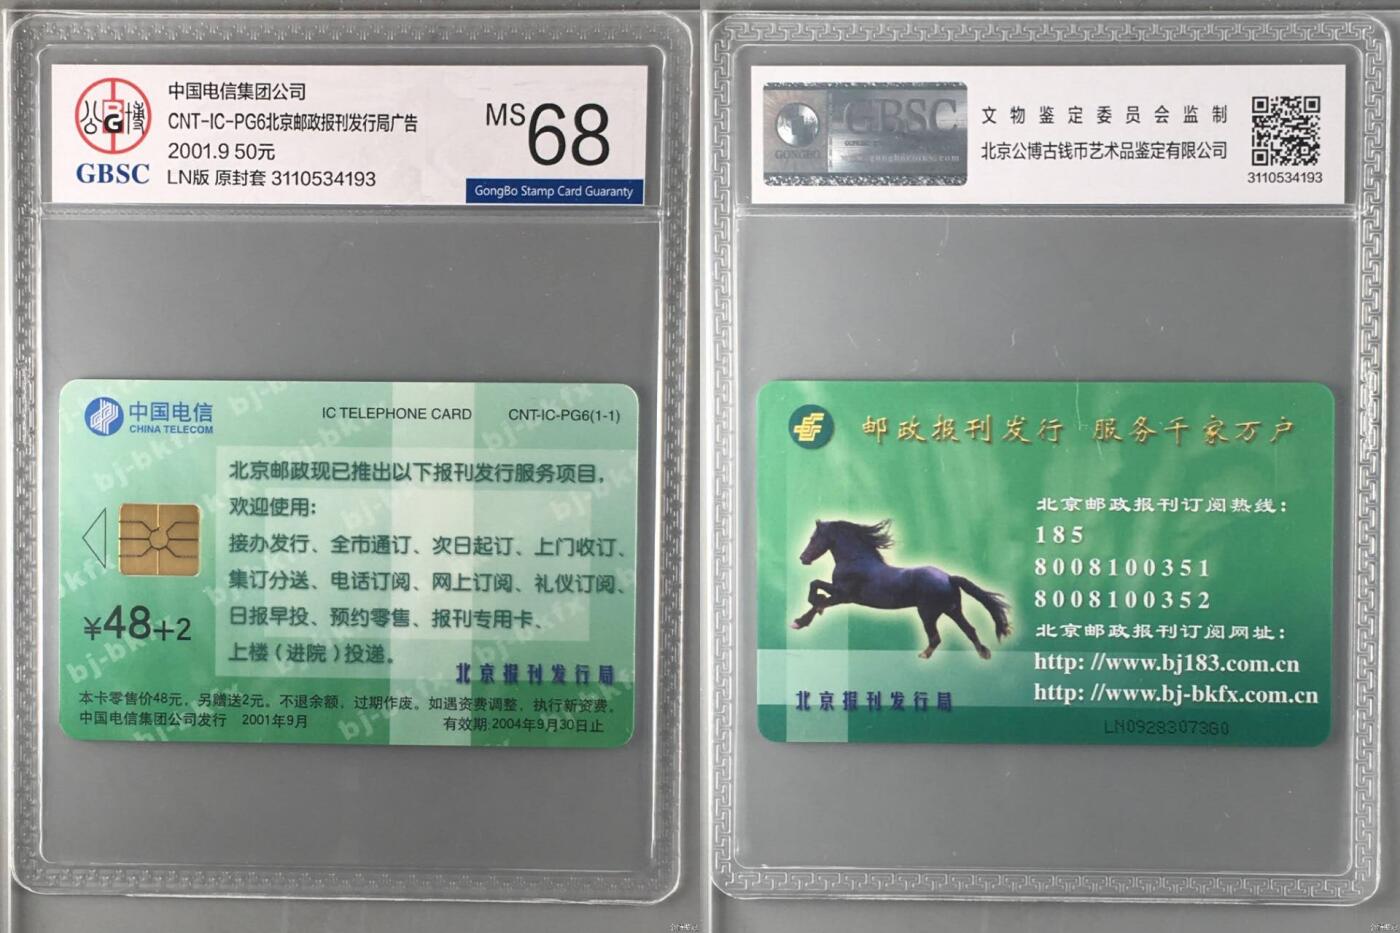 公博
GBSC
中国电信集团公司
CNT-IC-PG6北京邮政报刊发行局广告
2001.9 50元
LN版 原封套 3110534193
MS68
GongBo Stamp Card Guaranty
中国电信
CHINA TELECOM
IC TELEPHONE CARD
CNT-IC-PG6(1-1)
北京邮政现已推出以下报刊发行服务项目，
欢迎使用：
接办发行、全市通订、次日起订、上门收订、
集订分送、电话订阅、网上订阅、礼仪订阅、
日报早投、预约零售、报刊专用卡、
上楼（进院）投递。
¥48+2
北京报刊发行局
本卡零售价48元，另赠送2元。不退余额，过期作废。如遇资费调整，执行新资费。
中国电信集团公司发行 2001年9月 有效期:2004年9月30日止
bj-bkfx
GBSC
GONGBO
www.gongbocoins.com
文物鉴定委员会监制
北京公博古钱币艺术品鉴定有限公司
3110534193
邮政报刊发行 服务千家万户
北京邮政报刊订阅热线：
185
8008100351
8008100352
北京邮政报刊订阅网址：
http: //www.bj183.com.cn
http: //www.bj-bkfx.com.cn
北京报刊发行局
LN0928307360